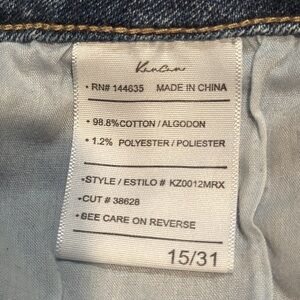 KanCan
• RN# 144635 MADE IN CHINA
• 98.8%COTTON / ALGODON
• 1.2% POLYESTER / POLIESTER
•STYLE / ESTILO # KZ0012MRX
•CUT # 38628
•SEE CARE ON REVERSE
15/31